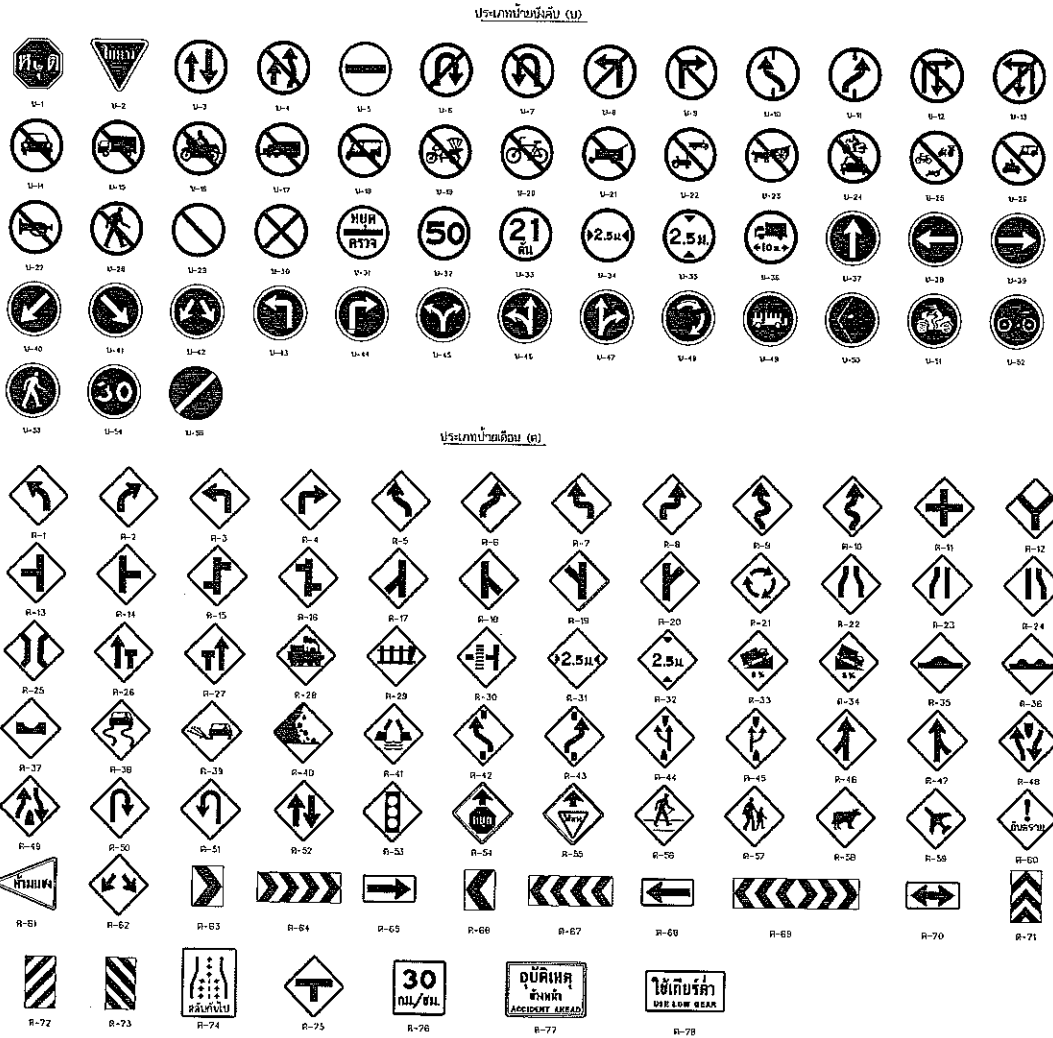 ประเภทป้ายบังคับ (บ)
หยุด
ให้ทาง
บ-1 บ-2 บ-3 บ-4 บ-5 บ-6 บ-7 บ-8 บ-9 บ-10 บ-11 บ-12 บ-13
บ-14 บ-15 บ-16 บ-17 บ-18 บ-19 บ-20 บ-21 บ-22 บ-23 บ-24 บ-25 บ-26
หยุด
ตรวจ
50
21
ตัน
2.5ม.
2.5ม.
10 ม.
บ-27 บ-28 บ-29 บ-30 บ-31 บ-32 บ-33 บ-34 บ-35 บ-36 บ-37 บ-38 บ-39
บ-40 บ-41 บ-42 บ-43 บ-44 บ-45 บ-46 บ-47 บ-48 บ-49 บ-50 บ-51 บ-52
30
บ-53 บ-54 บ-55
ประเภทป้ายเตือน (ต)
ต-1 ต-2 ต-3 ต-4 ต-5 ต-6 ต-7 ต-8 ต-9 ต-10 ต-11 ต-12
ต-13 ต-14 ต-15 ต-16 ต-17 ต-18 ต-19 ต-20 ต-21 ต-22 ต-23 ต-24
2.5ม.
2.5ม.
8%
8%
ต-25 ต-26 ต-27 ต-28 ต-29 ต-30 ต-31 ต-32 ต-33 ต-34 ต-35 ต-36
ต-37 ต-38 ต-39 ต-40 ต-41 ต-42 ต-43 ต-44 ต-45 ต-46 ต-47 ต-48
หยุด
ให้ทาง
!
อันตราย
ต-49 ต-50 ต-51 ต-52 ต-53 ต-54 ต-55 ต-56 ต-57 ต-58 ต-59 ต-60
ห้ามแซง
ต-61 ต-62 ต-63 ต-64 ต-65 ต-66 ต-67 ต-68 ต-69 ต-70 ต-71
สลับกันไป
30
กม./ชม.
อุบัติเหตุ
ข้างหน้า
ACCIDENT AHEAD
ใช้เกียร์ต่ำ
USE LOW GEAR
ต-72 ต-73 ต-74 ต-75 ต-76 ต-77 ต-78